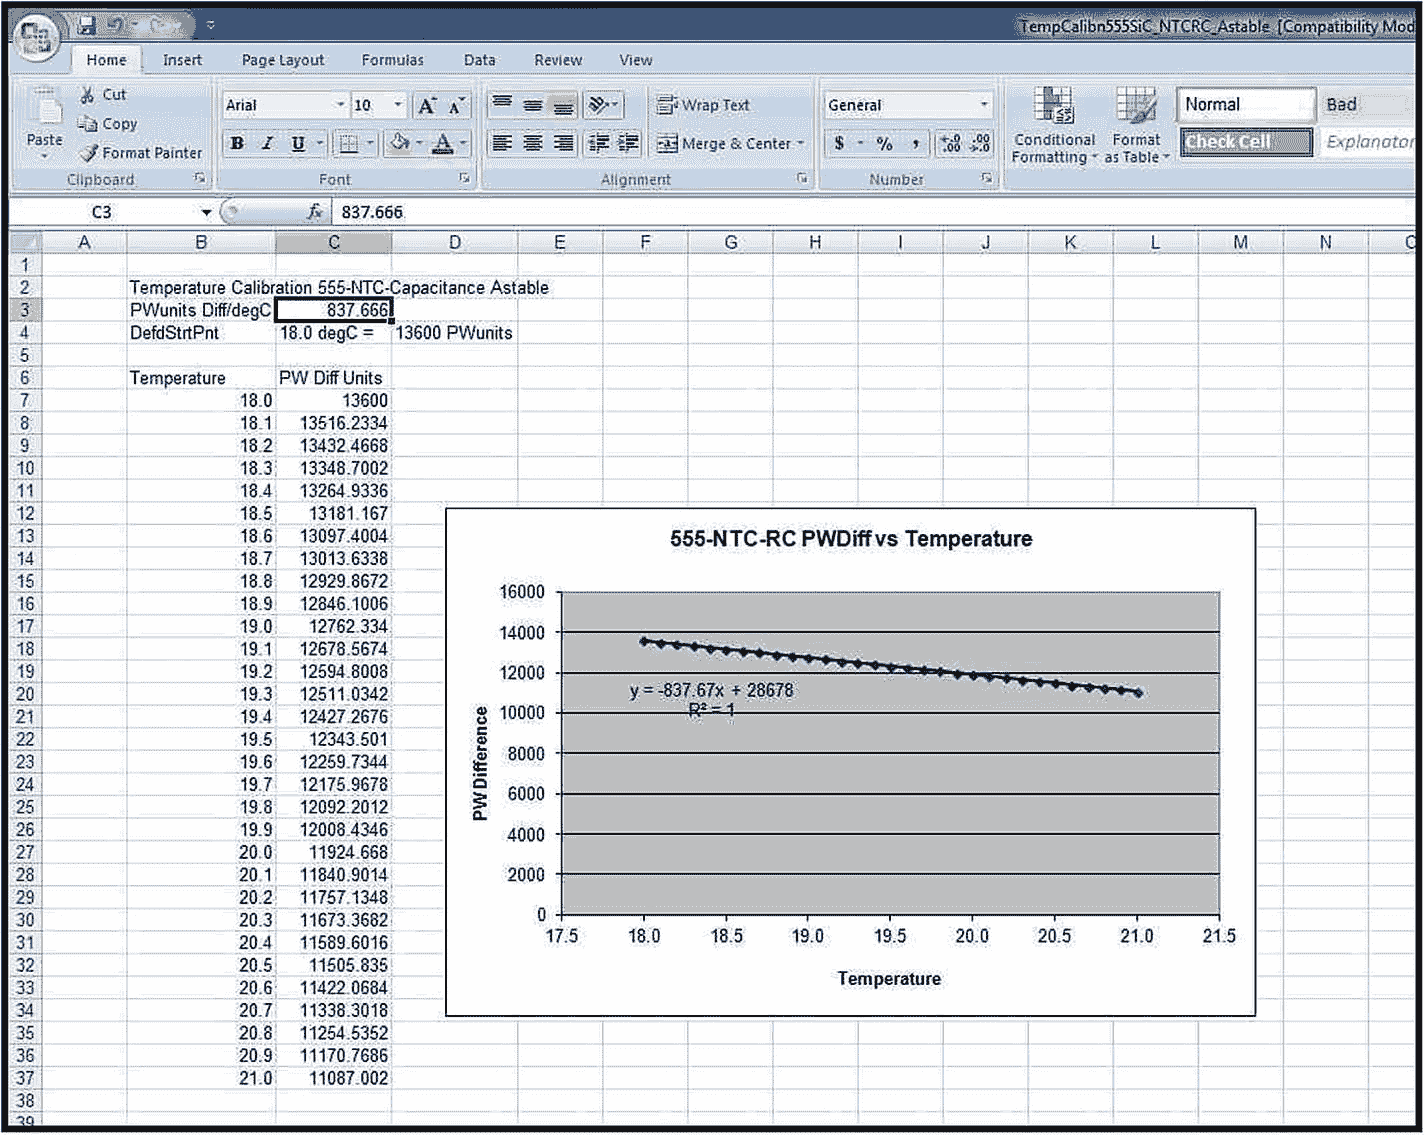 TempCalibn555SiC_NTCRC_Astable [Compatibility Mod
Home Insert Page Layout Formulas Data Review View
Paste Cut Copy Format Painter
Clipboard
Arial 10 A A
B I U A
Font
Wrap Text
Merge & Center
Alignment
General
$ % , .0 .00 .00 .0
Number
Conditional Formatting Format as Table
Normal Bad
Check Cell Explanator
C3 fx 837.666
A B C D E F G H I J K L M N
1
2 Temperature Calibration 555-NTC-Capacitance Astable
3 PWunits Diff/degC 837.666
4 DefdStrtPnt 18.0 degC = 13600 PWunits
5
6 Temperature PW Diff Units
7 18.0 13600
8 18.1 13516.2334
9 18.2 13432.4668
10 18.3 13348.7002
11 18.4 13264.9336
12 18.5 13181.167
13 18.6 13097.4004
14 18.7 13013.6338
15 18.8 12929.8672
16 18.9 12846.1006
17 19.0 12762.334
18 19.1 12678.5674
19 19.2 12594.8008
20 19.3 12511.0342
21 19.4 12427.2676
22 19.5 12343.501
23 19.6 12259.7344
24 19.7 12175.9678
25 19.8 12092.2012
26 19.9 12008.4346
27 20.0 11924.668
28 20.1 11840.9014
29 20.2 11757.1348
30 20.3 11673.3682
31 20.4 11589.6016
32 20.5 11505.835
33 20.6 11422.0684
34 20.7 11338.3018
35 20.8 11254.5352
36 20.9 11170.7686
37 21.0 11087.002
38
39
555-NTC-RC PWDiff vs Temperature
PW Difference
16000
14000
12000
10000
8000
6000
4000
2000
0
y = -837.67x + 28678
R² = 1
17.5 18.0 18.5 19.0 19.5 20.0 20.5 21.0 21.5
Temperature